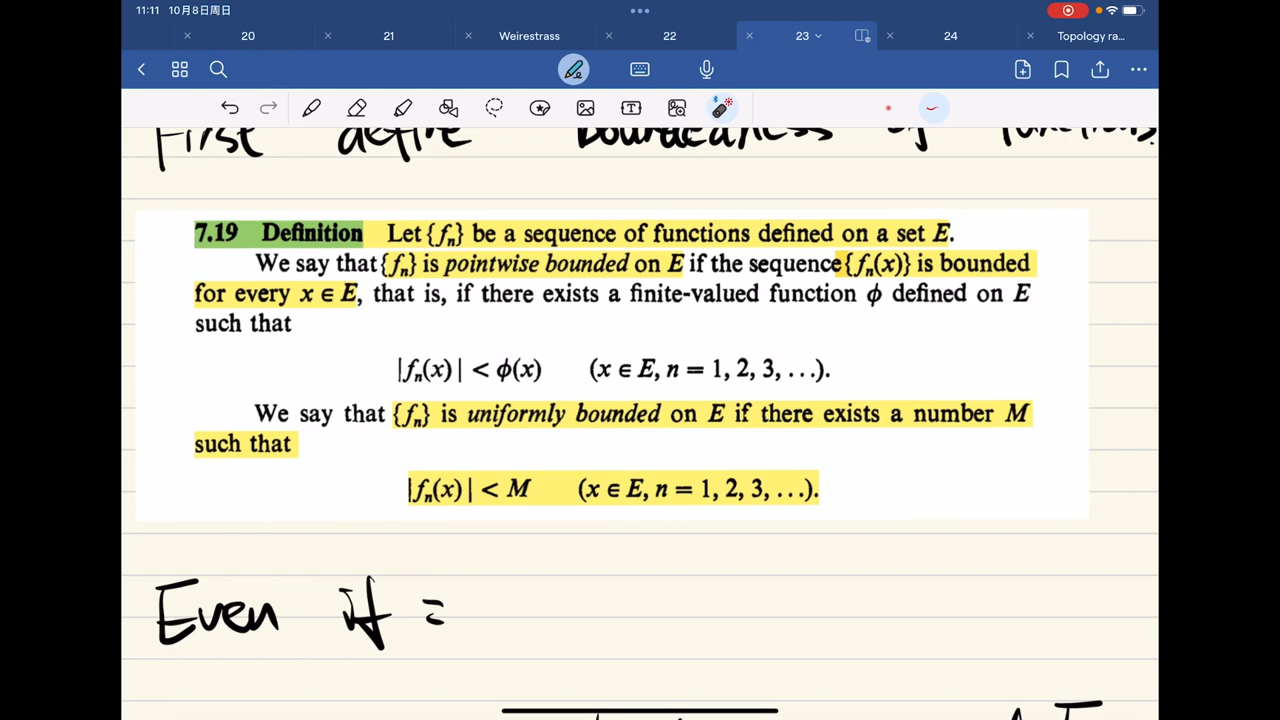 11:11 10月8日周日
20
21
Weirestrass
22
23
24
Topology ra...
First define boundedness of functions.
7.19 Definition Let {fₙ} be a sequence of functions defined on a set E.
We say that {fₙ} is pointwise bounded on E if the sequence {fₙ(x)} is bounded
for every x ∈ E, that is, if there exists a finite-valued function ϕ defined on E
such that
|fₙ(x)| < ϕ(x) (x ∈ E, n = 1, 2, 3, . . .).
We say that {fₙ} is uniformly bounded on E if there exists a number M
such that
|fₙ(x)| < M (x ∈ E, n = 1, 2, 3, . . .).
Even if =